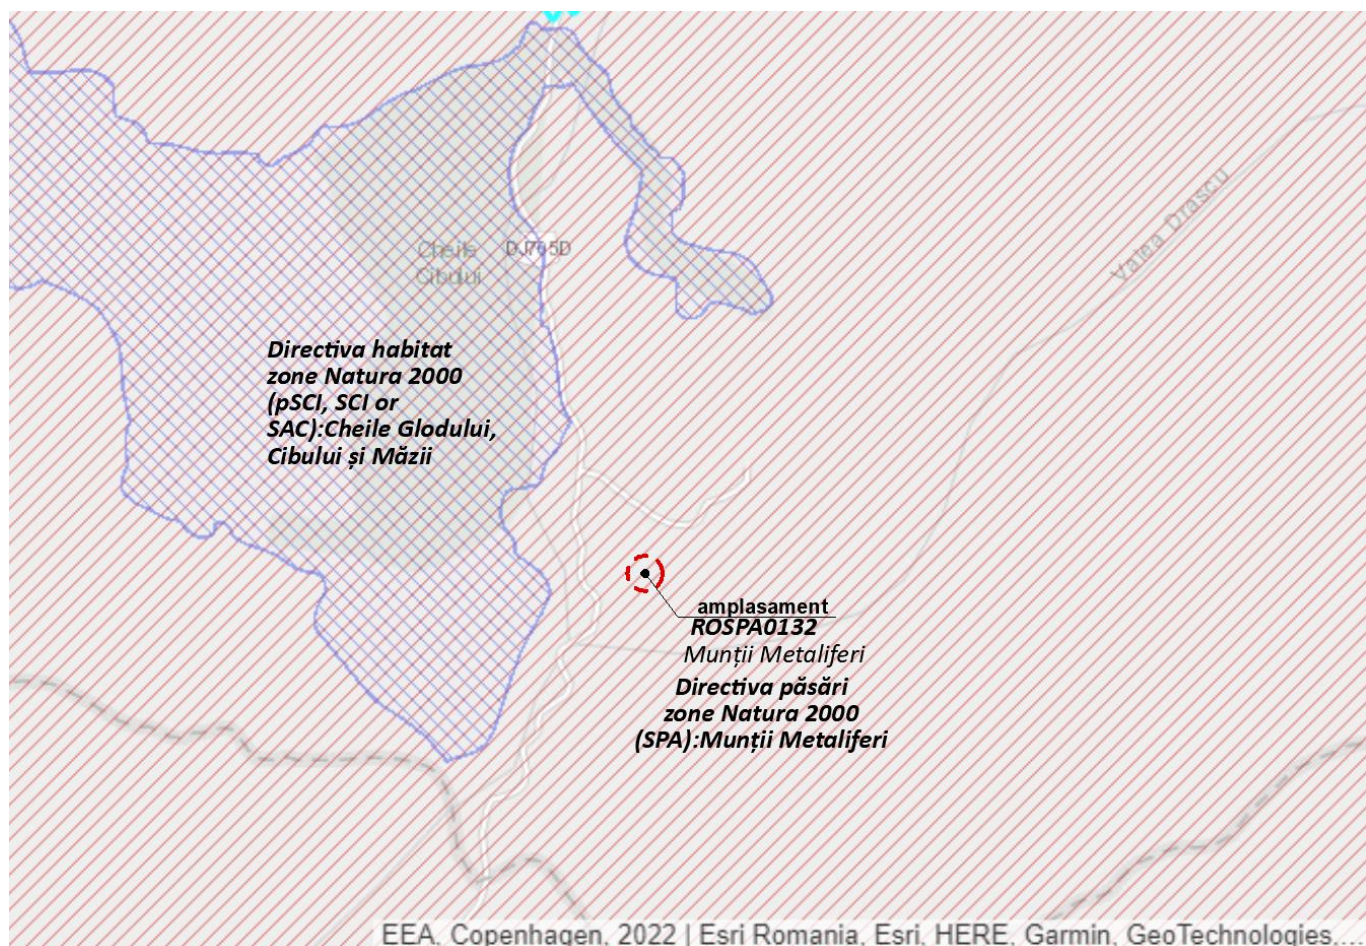 Cheile
Cibului
DJ705D
Valea Drascu
Directiva habitat
zone Natura 2000
(pSCI, SCI or
SAC):Cheile Glodului,
Cibului și Măzii
amplasament
ROSPA0132
Munții Metaliferi
Directiva păsări
zone Natura 2000
(SPA):Munții Metaliferi
EEA, Copenhagen, 2022 | Esri Romania, Esri, HERE, Garmin, GeoTechnologies,...